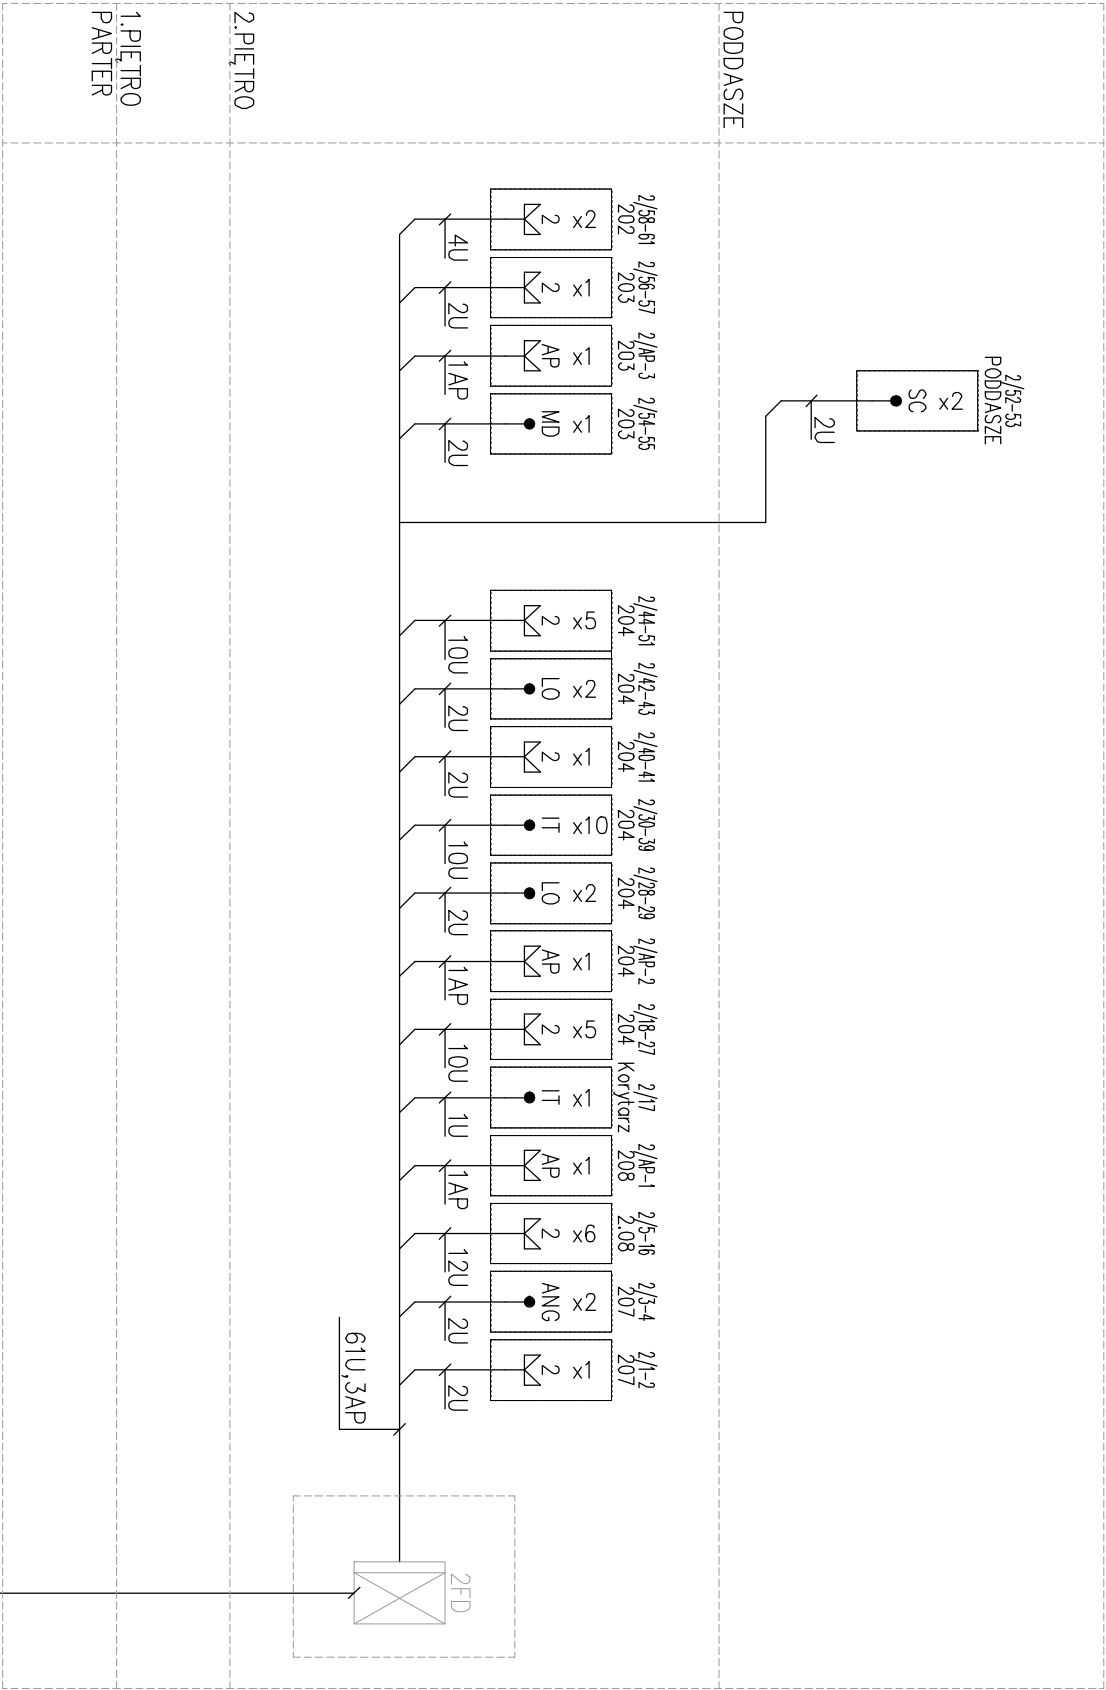 PODDASZE
2/52-53
PODDASZE
x2
SC
2U
2.PIĘTRO
2/58-61
202
x2
2
4U
2/56-57
203
x1
2
2U
2/AP-3
203
x1
AP
1AP
2/54-55
203
x1
MD
2U
2/44-51
204
x5
2
10U
2/42-43
204
x2
LO
2U
2/40-41
204
x1
2
2U
2/30-39
204
x10
IT
10U
2/28-29
204
x2
LO
2U
2/AP-2
204
x1
AP
1AP
2/18-27
204
x5
2
10U
2/17
Korytarz
x1
IT
1U
2/AP-1
208
x1
AP
1AP
2/5-16
2.08
x6
2
12U
2/3-4
207
x2
ANG
2U
2/1-2
207
x1
2
2U
61U,3AP
2FD
1.PIĘTRO
PARTER